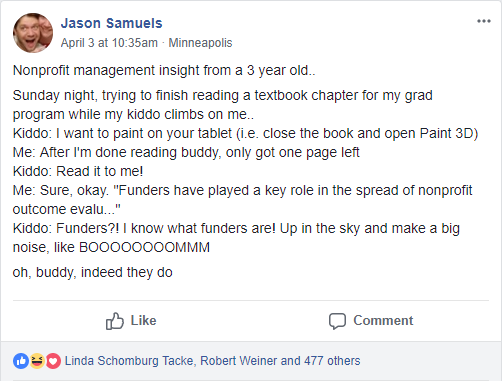 Jason Samuels
April 3 at 10:35am · Minneapolis
Nonprofit management insight from a 3 year old..
Sunday night, trying to finish reading a textbook chapter for my grad
program while my kiddo climbs on me..
Kiddo: I want to paint on your tablet (i.e. close the book and open Paint 3D)
Me: After I'm done reading buddy, only got one page left
Kiddo: Read it to me!
Me: Sure, okay. "Funders have played a key role in the spread of nonprofit
outcome evalu..."
Kiddo: Funders?! I know what funders are! Up in the sky and make a big
noise, like BOOOOOOOOMMM
oh, buddy, indeed they do
Like Comment
Linda Schomburg Tacke, Robert Weiner and 477 others